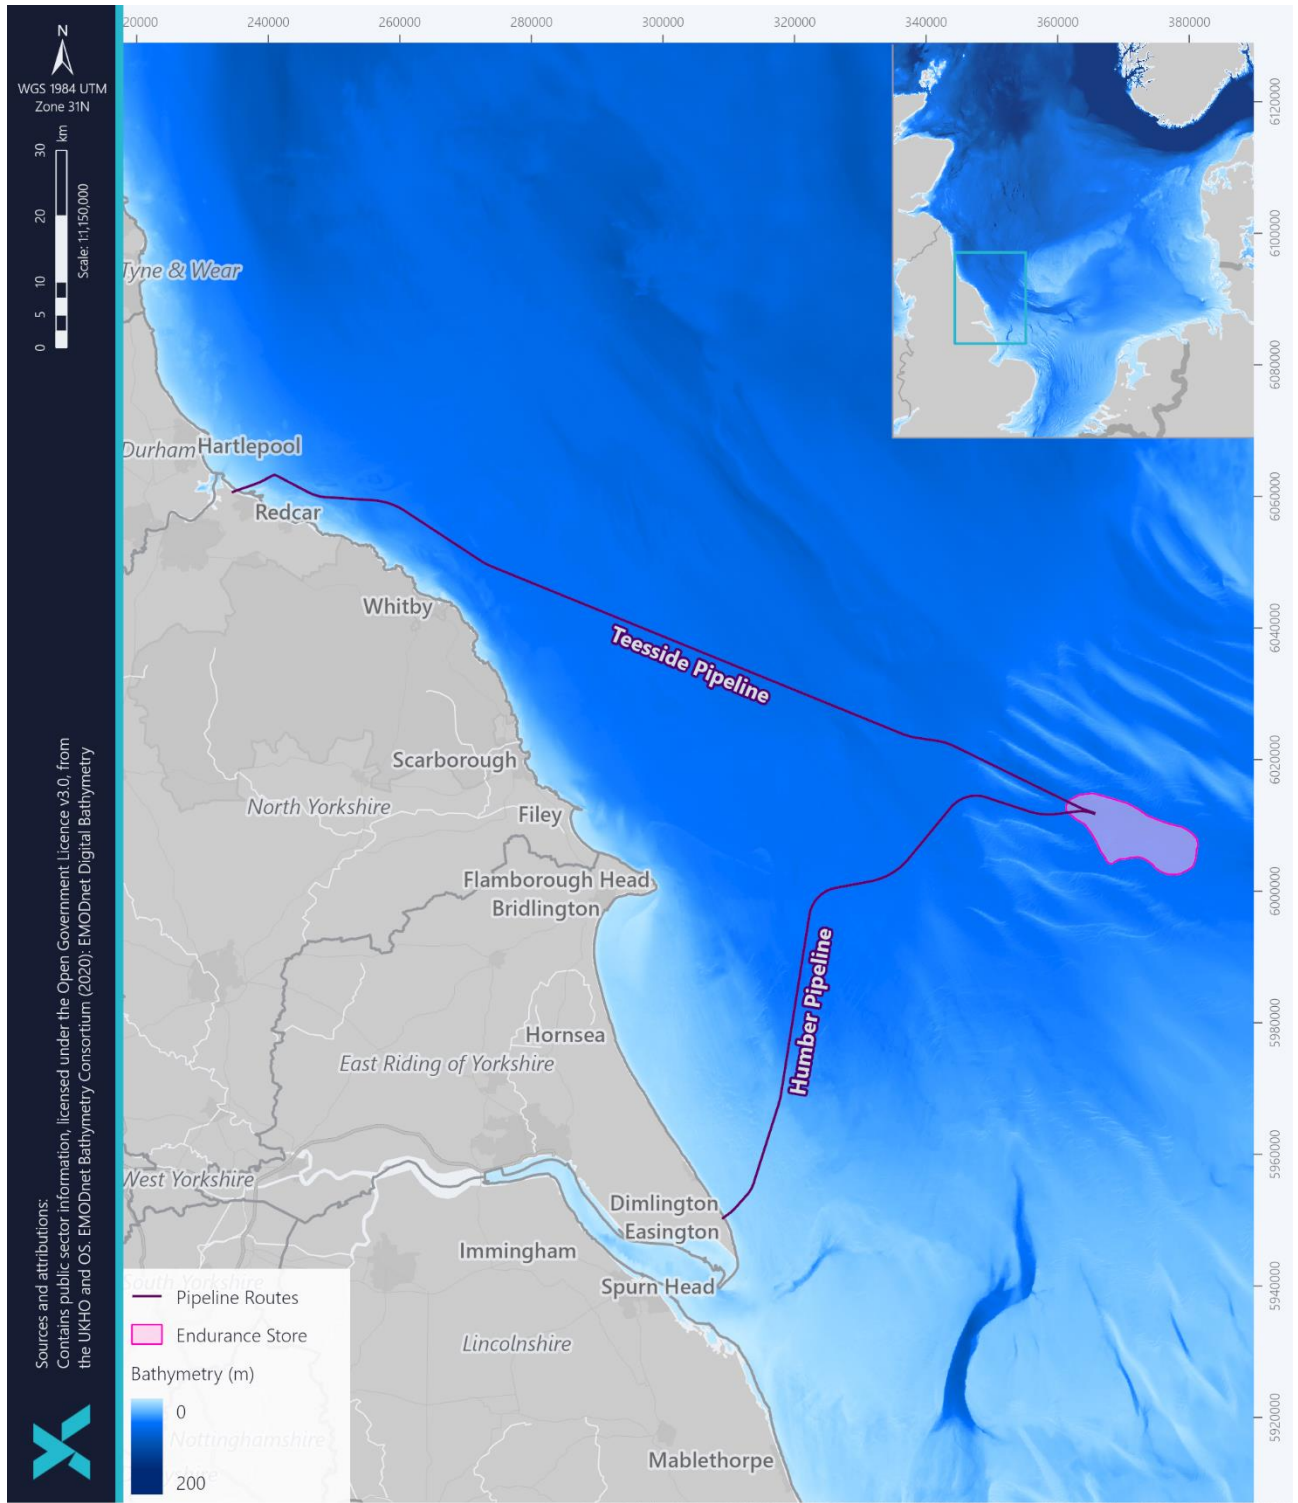 20000 240000 260000 280000 300000 320000 340000 360000 380000
N
WGS 1984 UTM
Zone 31N
km
0 5 10 20 30
Scale: 1:1,150,000
6120000
6100000
6080000
6060000
6040000
6020000
6000000
5980000
5960000
5940000
5920000
Tyne & Wear
Durham
Hartlepool
Redcar
Whitby
Teesside Pipeline
Scarborough
North Yorkshire
Filey
Flamborough Head
Bridlington
Humber Pipeline
Hornsea
East Riding of Yorkshire
West Yorkshire
Dimlington
Easington
Immingham
Spurn Head
South Yorkshire
Lincolnshire
Nottinghamshire
Mablethorpe
Pipeline Routes
Endurance Store
Bathymetry (m)
0
200
Sources and attributions:
Contains public sector information, licensed under the Open Government Licence v3.0, from
the UKHO and OS. EMODnet Bathymetry Consortium (2020): EMODnet Digital Bathymetry